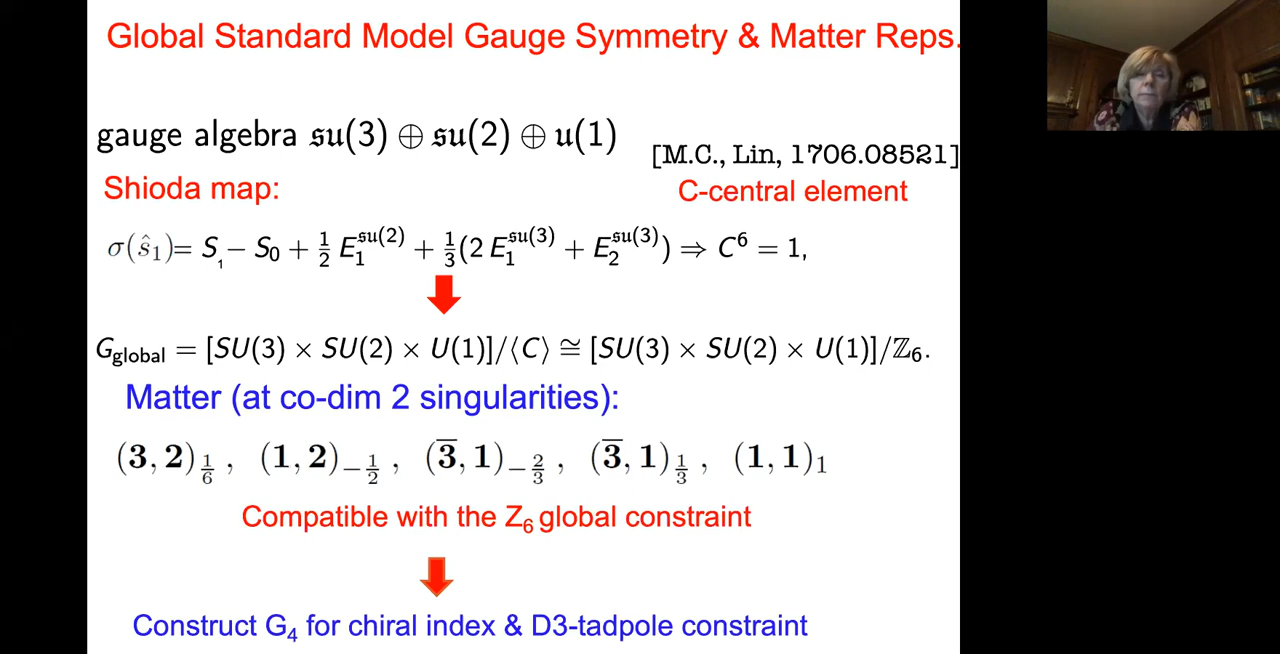 Global Standard Model Gauge Symmetry & Matter Reps.
gauge algebra 𝔰𝔲(3) ⊕ 𝔰𝔲(2) ⊕ 𝔲(1)
[M.C., Lin, 1706.08521]
Shioda map:
C-central element
σ(ŝ₁) = S₁ – S₀ + ½ E₁^𝔰𝔲(2) + ⅓(2 E₁^𝔰𝔲(3) + E₂^𝔰𝔲(3)) ⇒ C⁶ = 1,
G_global = [SU(3) × SU(2) × U(1)]/⟨C⟩ ≅ [SU(3) × SU(2) × U(1)]/ℤ₆.
Matter (at co-dim 2 singularities):
(3, 2)_{1/6} , (1, 2)_{−1/2} , (3̅, 1)_{−2/3} , (3̅, 1)_{1/3} , (1, 1)₁
Compatible with the Z₆ global constraint
Construct G₄ for chiral index & D3-tadpole constraint